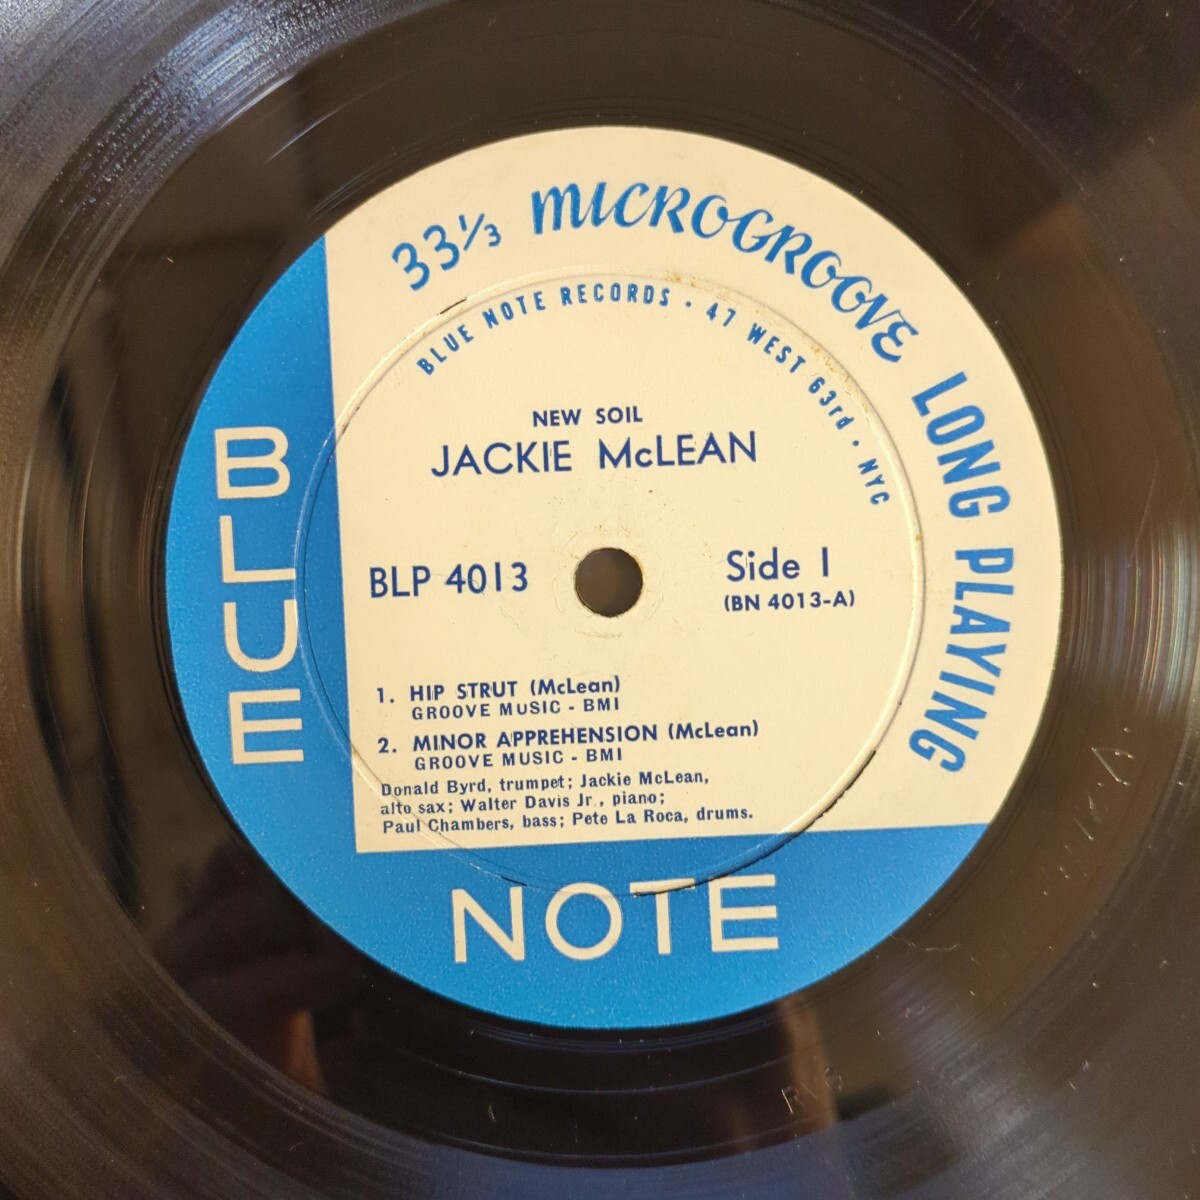 33⅓ MICROGROOVE LONG PLAYING
BLUE NOTE RECORDS · 47 WEST 63rd · NYC
NEW SOIL
JACKIE McLEAN
BLP 4013
Side 1
(BN 4013-A)
1. HIP STRUT (McLean)
GROOVE MUSIC - BMI
2. MINOR APPREHENSION (McLean)
GROOVE MUSIC - BMI
Donald Byrd, trumpet; Jackie McLean,
alto sax; Walter Davis Jr., piano;
Paul Chambers, bass; Pete La Roca, drums.
BLUE
NOTE
RVG